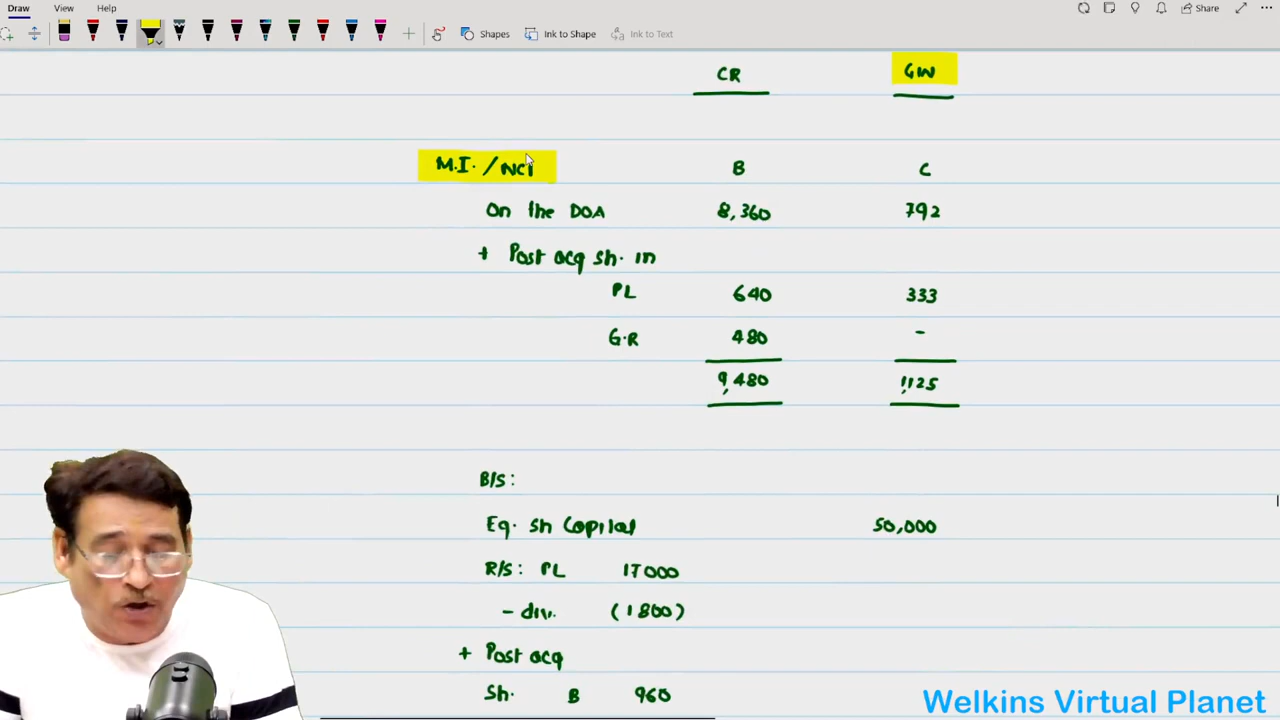 Draw View Help
Shapes Ink to Shape Ink to Text Share
CR GW
M.I. / NCI B C
On the DOA 8,360 792
+ Post acq sh. in
PL 640 333
G.R 480 -
9,480 1,125
B/S:
Eq. sh Capital 50,000
R/S: PL 17000
- div. (1800)
+ Post acq
Sh. B 960
Welkins Virtual Planet